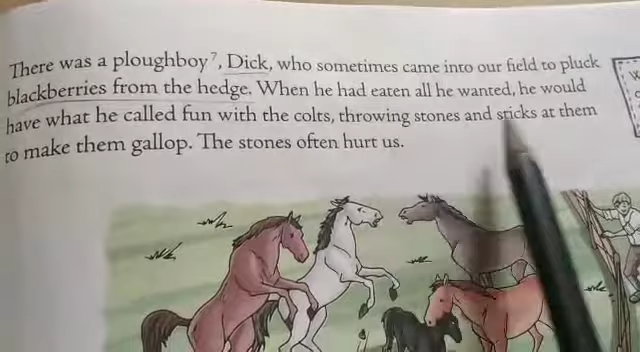 There was a ploughboy⁷, Dick, who sometimes came into our field to pluck
blackberries from the hedge. When he had eaten all he wanted, he would
have what he called fun with the colts, throwing stones and sticks at them
to make them gallop. The stones often hurt us.